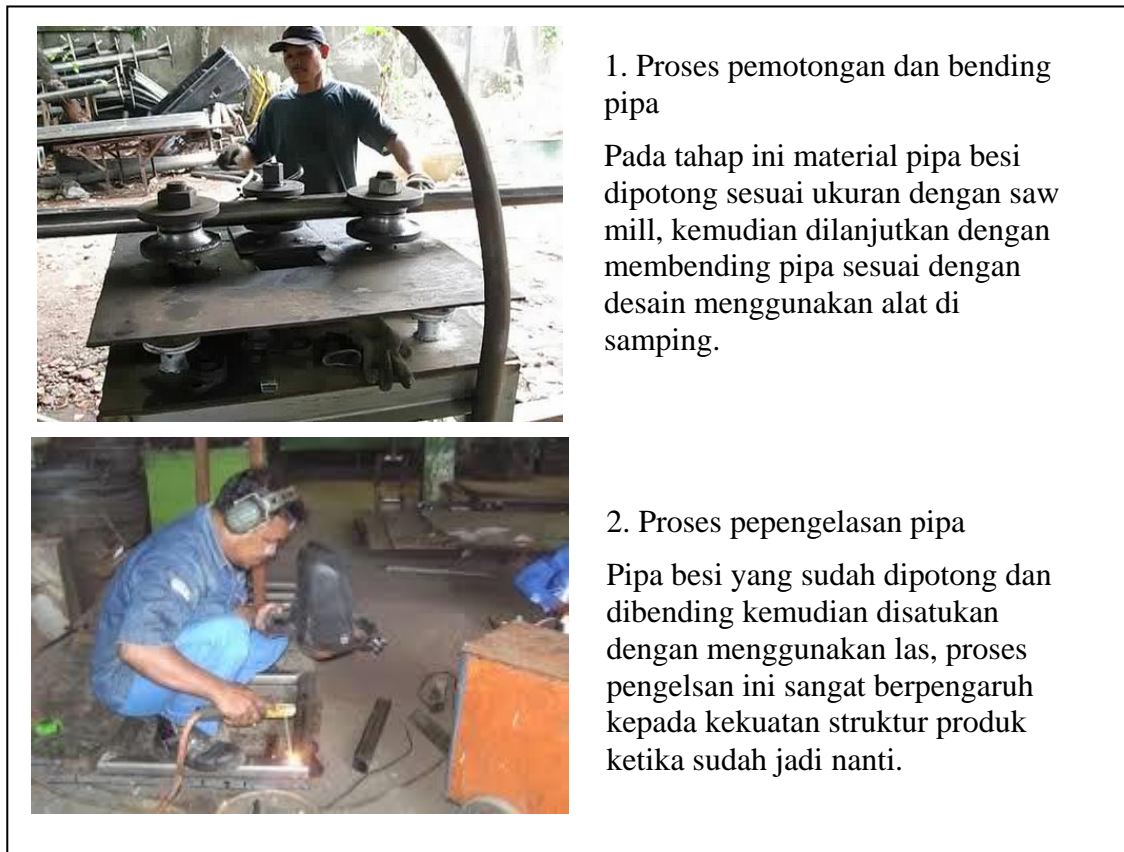 1. Proses pemotongan dan bending
pipa
Pada tahap ini material pipa besi
dipotong sesuai ukuran dengan saw
mill, kemudian dilanjutkan dengan
membending pipa sesuai dengan
desain menggunakan alat di
samping.
2. Proses pepengelasan pipa
Pipa besi yang sudah dipotong dan
dibending kemudian disatukan
dengan menggunakan las, proses
pengelsan ini sangat berpengaruh
kepada kekuatan struktur produk
ketika sudah jadi nanti.